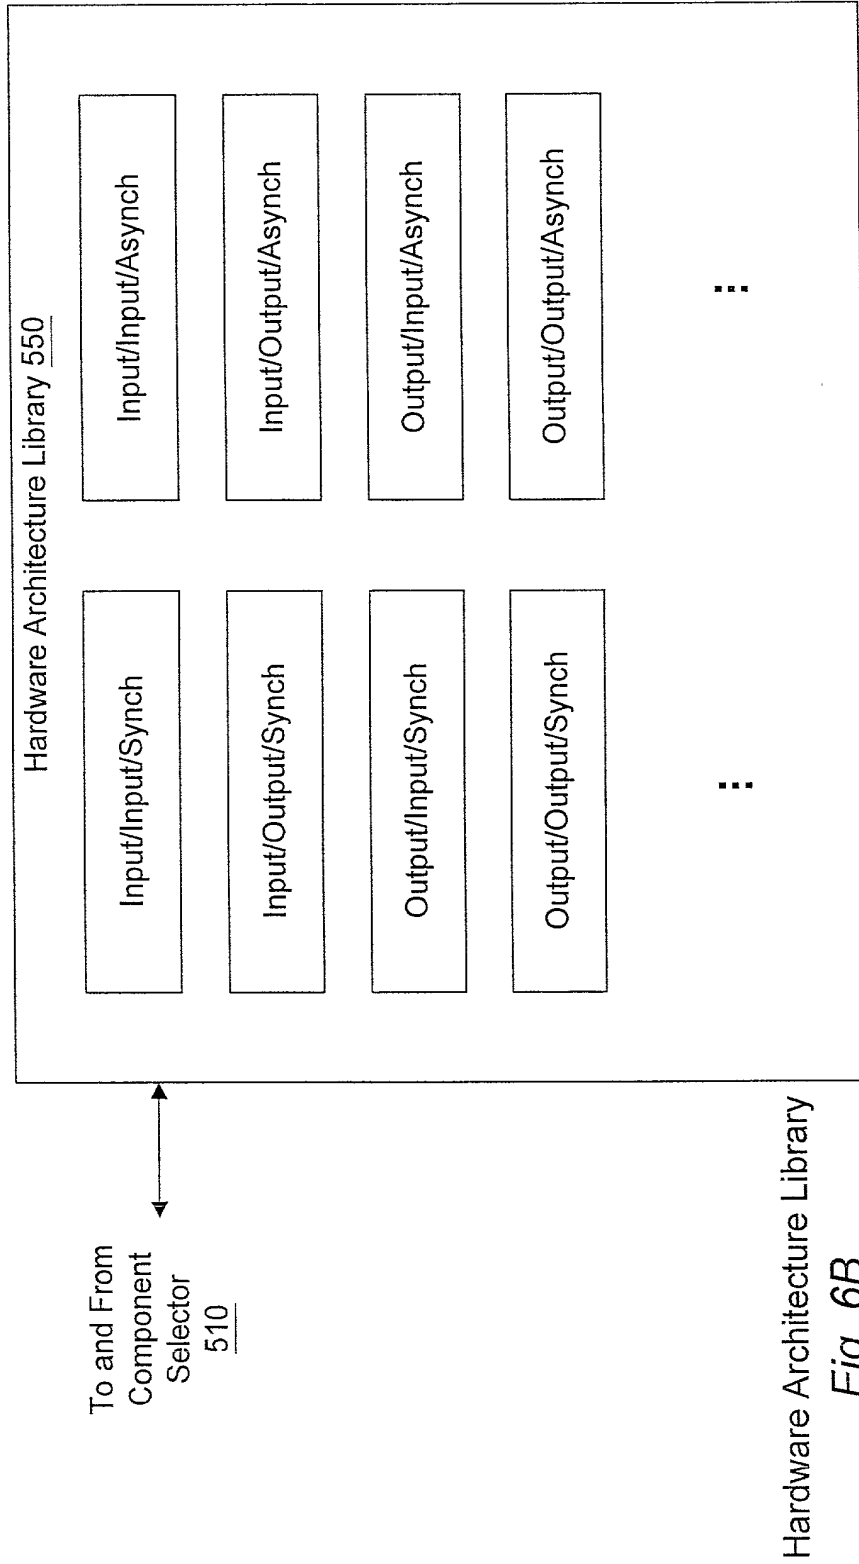 Hardware Architecture Library 550
To and From
Component
Selector
510
Input/Input/Synch
Input/Input/Asynch
Input/Output/Synch
Input/Output/Asynch
Output/Input/Synch
Output/Input/Asynch
Output/Output/Synch
Output/Output/Asynch
...
...
Hardware Architecture Library
Fig. 6B